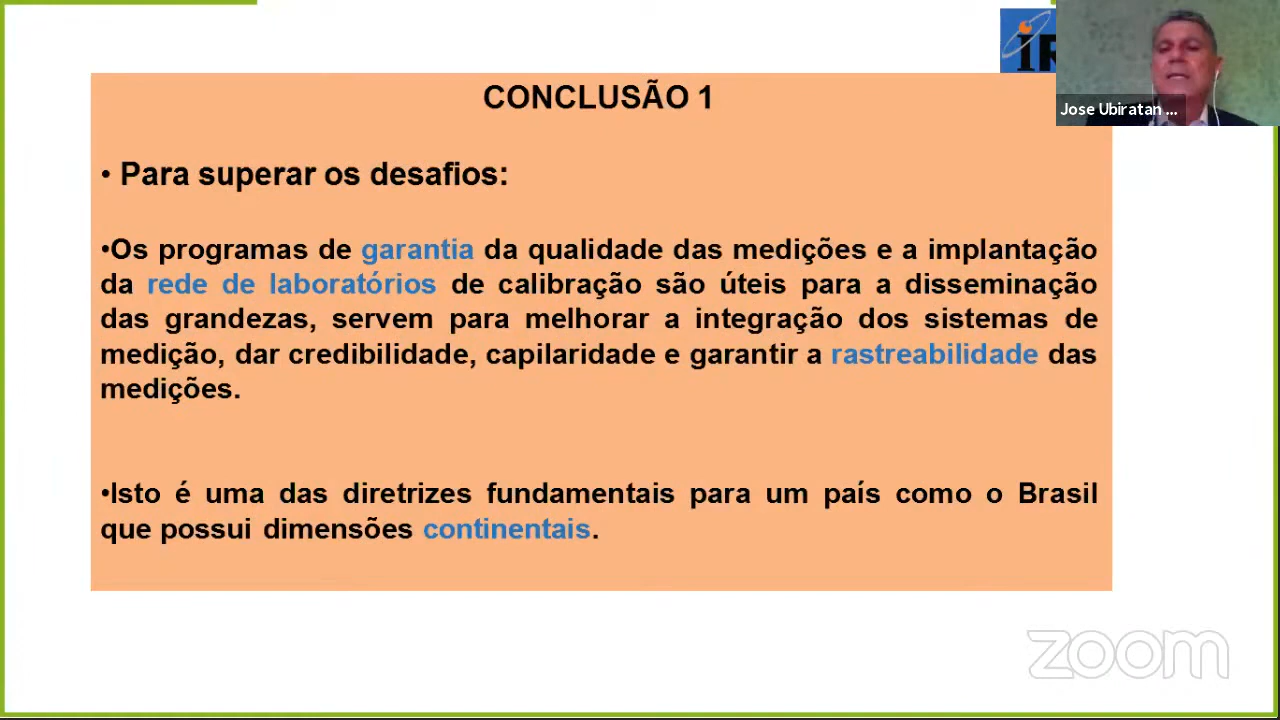 CONCLUSÃO 1
• Para superar os desafios:
•Os programas de garantia da qualidade das medições e a implantação
da rede de laboratórios de calibração são úteis para a disseminação
das grandezas, servem para melhorar a integração dos sistemas de
medição, dar credibilidade, capilaridade e garantir a rastreabilidade das
medições.
•Isto é uma das diretrizes fundamentais para um país como o Brasil
que possui dimensões continentais.
Jose Ubiratan ...
zoom